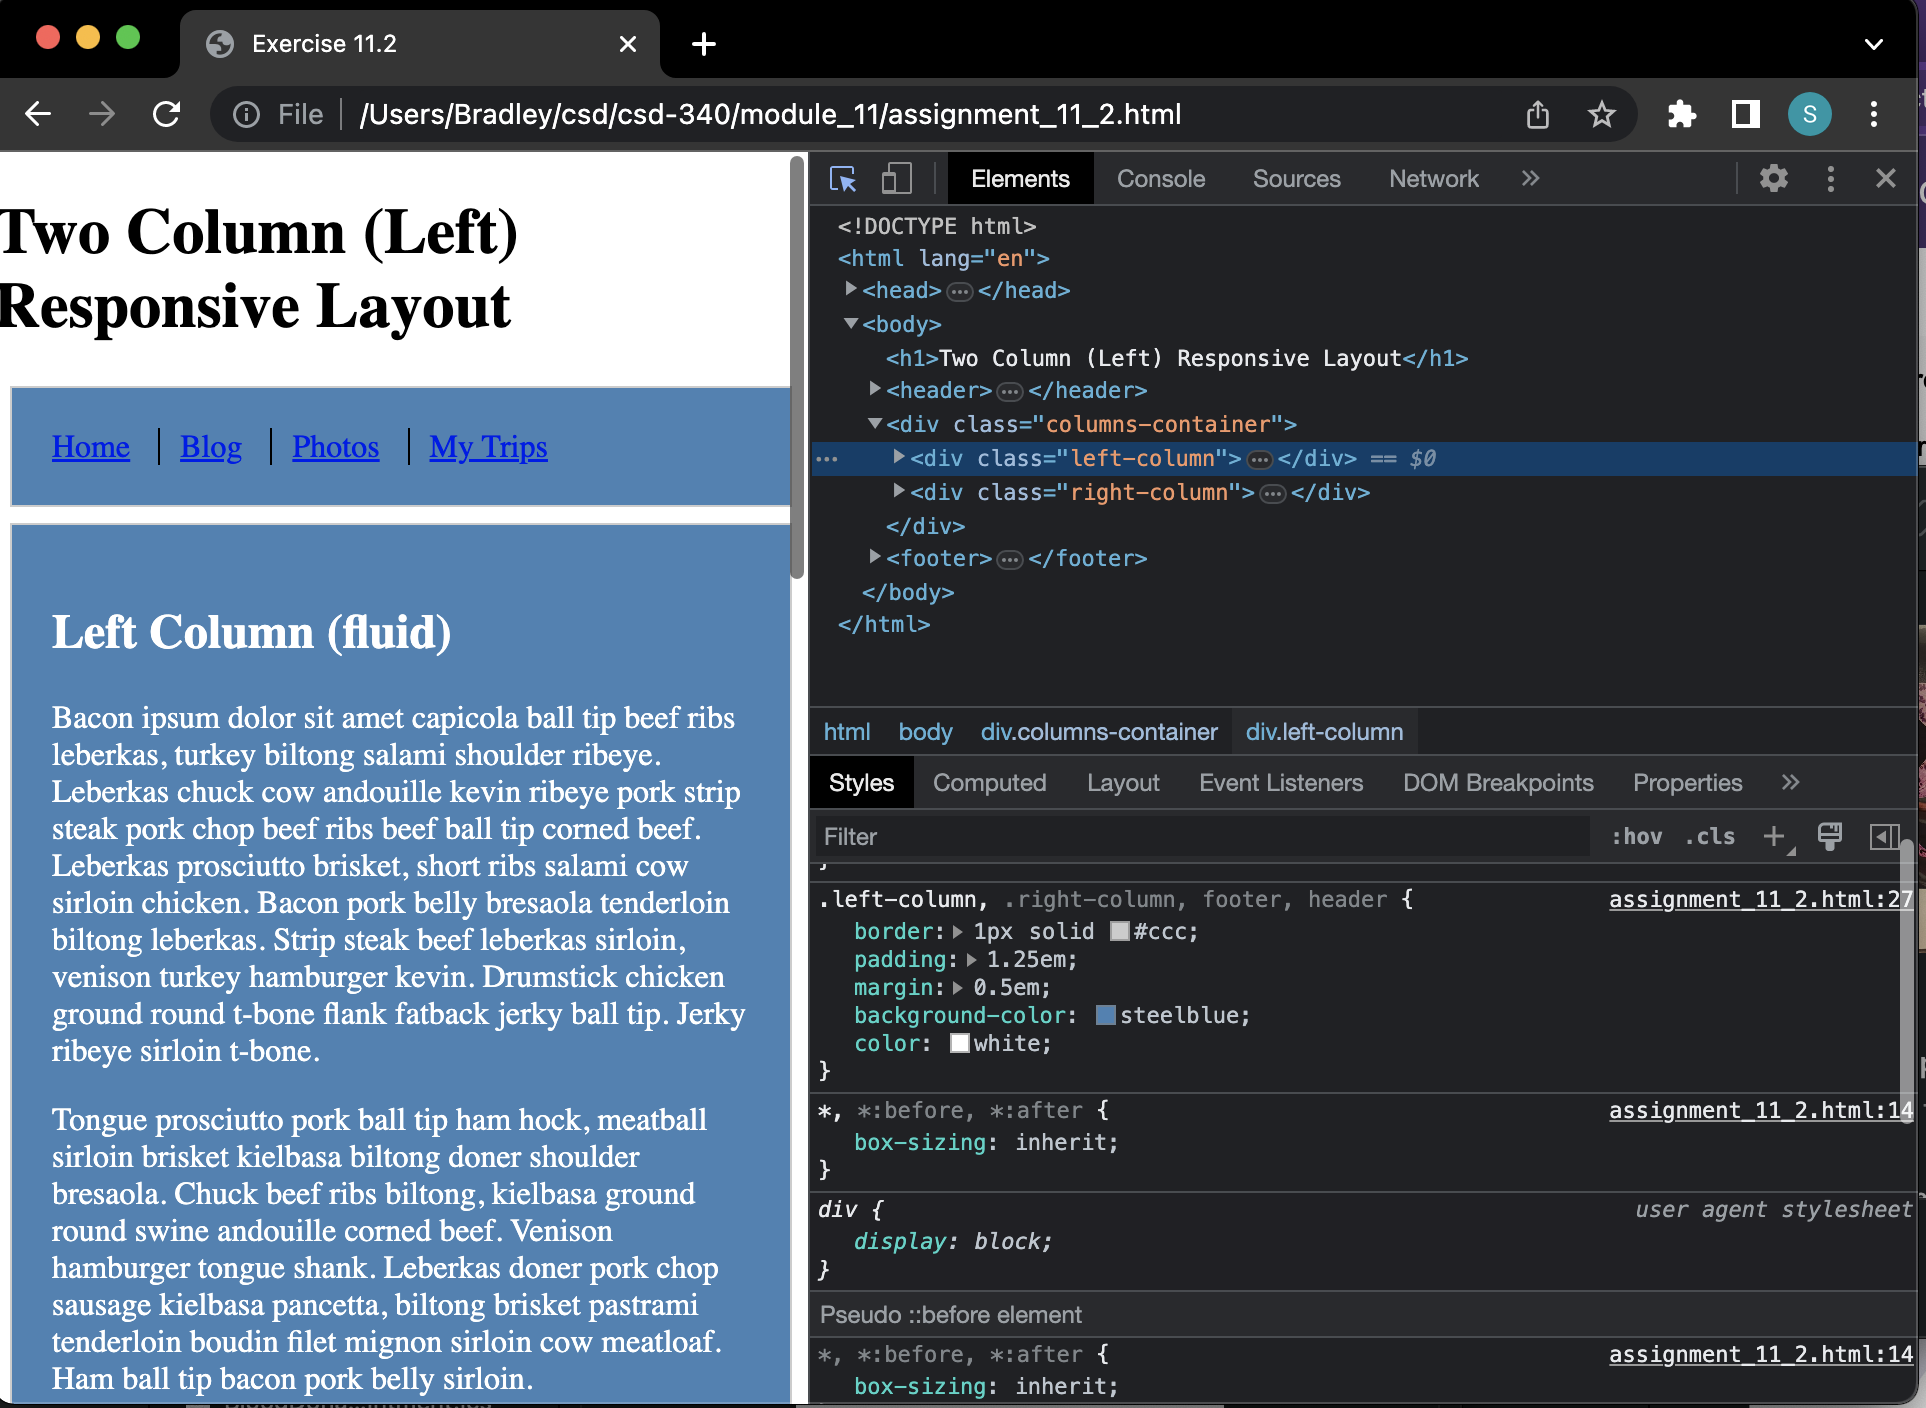 Exercise 11.2
File /Users/Bradley/csd/csd-340/module_11/assignment_11_2.html
S
Two Column (Left)
Responsive Layout
Home Blog Photos My Trips
Left Column (fluid)
Bacon ipsum dolor sit amet capicola ball tip beef ribs
leberkas, turkey biltong salami shoulder ribeye.
Leberkas chuck cow andouille kevin ribeye pork strip
steak pork chop beef ribs beef ball tip corned beef.
Leberkas prosciutto brisket, short ribs salami cow
sirloin chicken. Bacon pork belly bresaola tenderloin
biltong leberkas. Strip steak beef leberkas sirloin,
venison turkey hamburger kevin. Drumstick chicken
ground round t-bone flank fatback jerky ball tip. Jerky
ribeye sirloin t-bone.
Tongue prosciutto pork ball tip ham hock, meatball
sirloin brisket kielbasa biltong doner shoulder
bresaola. Chuck beef ribs biltong, kielbasa ground
round swine andouille corned beef. Venison
hamburger tongue shank. Leberkas doner pork chop
sausage kielbasa pancetta, biltong brisket pastrami
tenderloin boudin filet mignon sirloin cow meatloaf.
Ham ball tip bacon pork belly sirloin.
Elements Console Sources Network »
<!DOCTYPE html>
<html lang="en">
<head>…</head>
<body>
<h1>Two Column (Left) Responsive Layout</h1>
<header>…</header>
<div class="columns-container">
… <div class="left-column">…</div> == $0
<div class="right-column">…</div>
</div>
<footer>…</footer>
</body>
</html>
html body div.columns-container div.left-column
Styles Computed Layout Event Listeners DOM Breakpoints Properties »
Filter :hov .cls +
}
.left-column, .right-column, footer, header { assignment_11_2.html:27
border: 1px solid #ccc;
padding: 1.25em;
margin: 0.5em;
background-color: steelblue;
color: white;
}
*, *:before, *:after { assignment_11_2.html:14
box-sizing: inherit;
}
div { user agent stylesheet
display: block;
}
Pseudo ::before element
*, *:before, *:after { assignment_11_2.html:14
box-sizing: inherit;